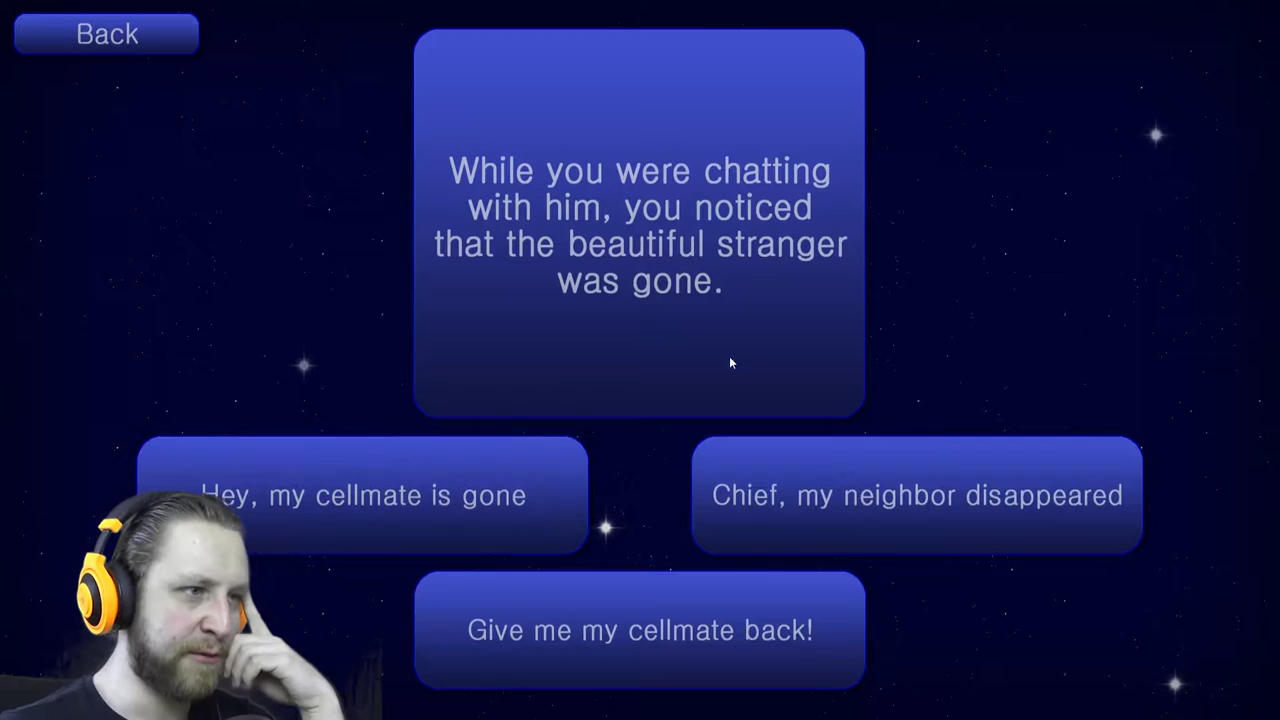 Back
While you were chatting
with him, you noticed
that the beautiful stranger
was gone.
Hey, my cellmate is gone
Chief, my neighbor disappeared
Give me my cellmate back!